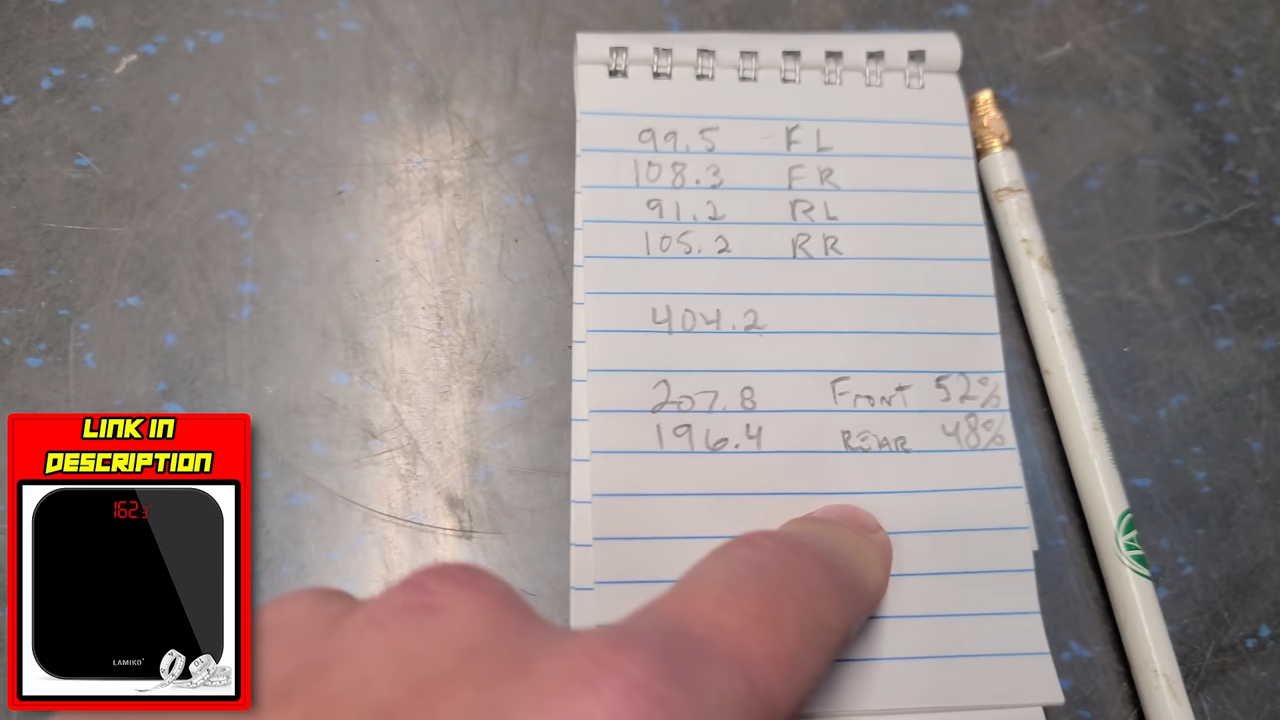 99.5 FL
108.3 FR
91.2 RL
105.2 RR
404.2
207.8 Front 52%
196.4 REAR 48%
LINK IN
DESCRIPTION
162.3
LAMIKO